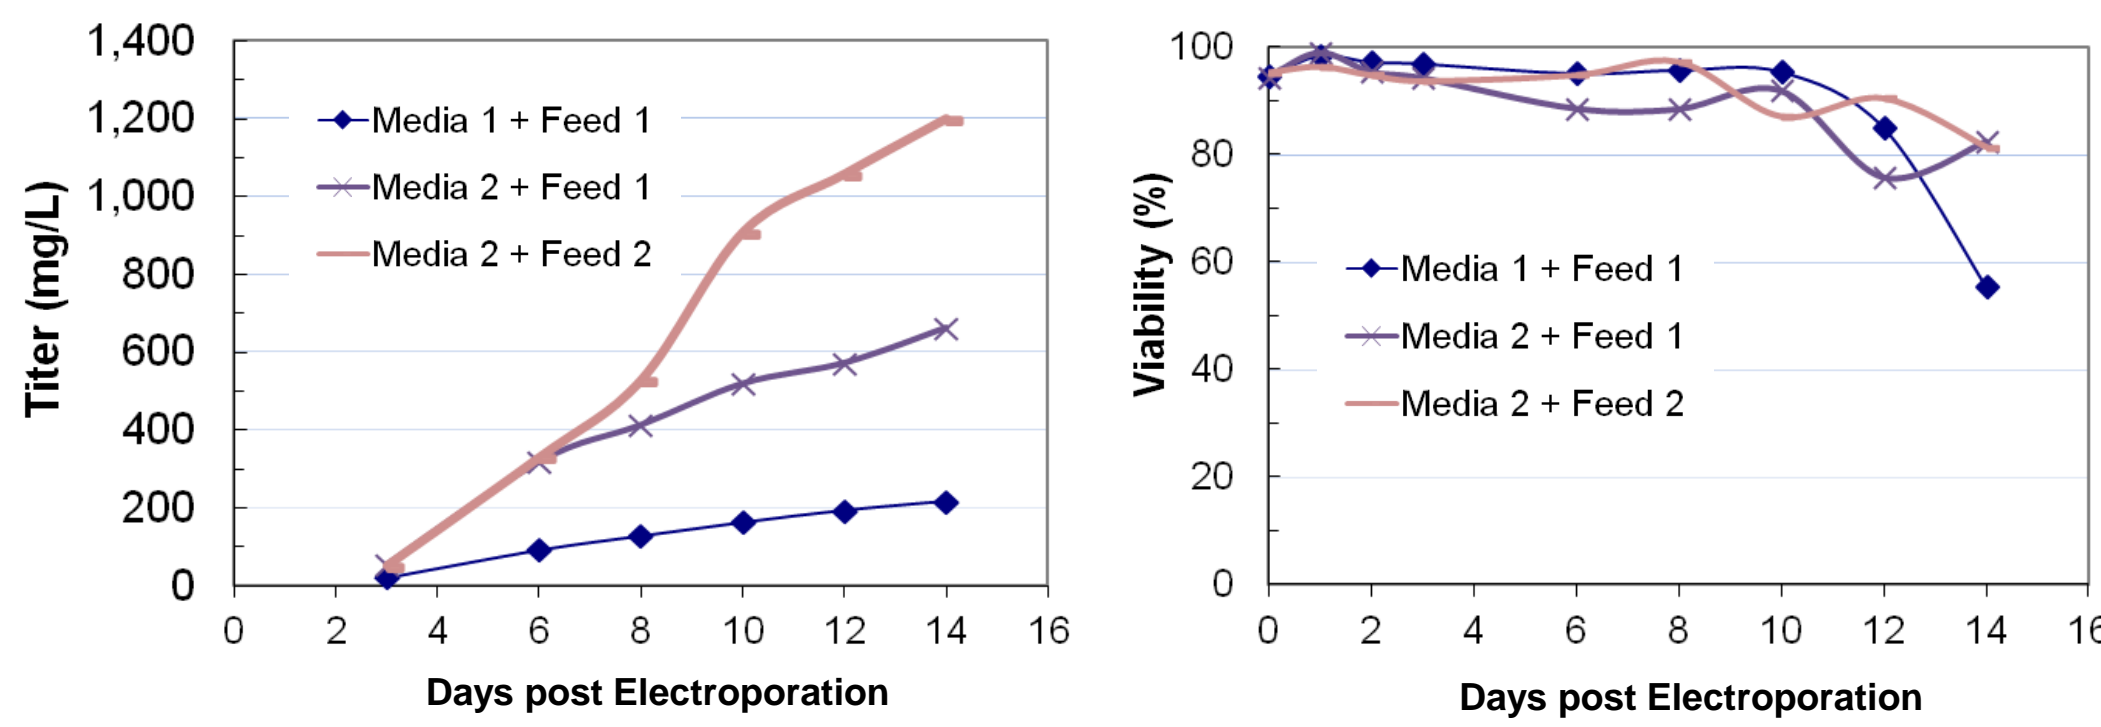 Titer (mg/L)
1,400
1,200
1,000
800
600
400
200
0
Media 1 + Feed 1
Media 2 + Feed 1
Media 2 + Feed 2
0 2 4 6 8 10 12 14 16
Days post Electroporation
Viability (%)
100
80
60
40
20
0
Media 1 + Feed 1
Media 2 + Feed 1
Media 2 + Feed 2
0 2 4 6 8 10 12 14 16
Days post Electroporation